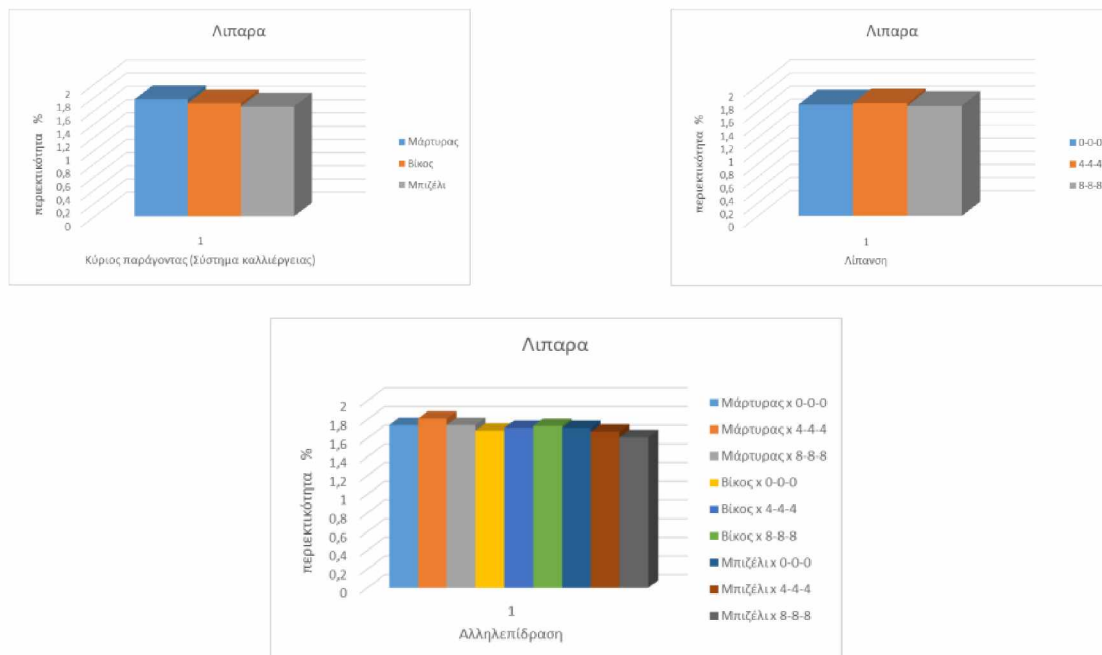 Λιπαρα
περιεκτικότητα %
2
1,8
1,6
1,4
1,2
1
0,8
0,6
0,4
0,2
0
1
Κύριος παράγοντας (Σύστημα καλλιέργειας)
Μάρτυρας
Βίκος
Μπιζέλι
Λιπαρα
περιεκτικότητα %
2
1,8
1,6
1,4
1,2
1
0,8
0,6
0,4
0,2
0
1
Λίπανση
0-0-0
4-4-4
8-8-8
Λιπαρα
περιεκτικότητα %
2
1,8
1,6
1,4
1,2
1
0,8
0,6
0,4
0,2
0
1
Αλληλεπίδραση
Μάρτυρας x 0-0-0
Μάρτυρας x 4-4-4
Μάρτυρας x 8-8-8
Βίκος x 0-0-0
Βίκος x 4-4-4
Βίκος x 8-8-8
Μπιζέλι x 0-0-0
Μπιζέλι x 4-4-4
Μπιζέλι x 8-8-8